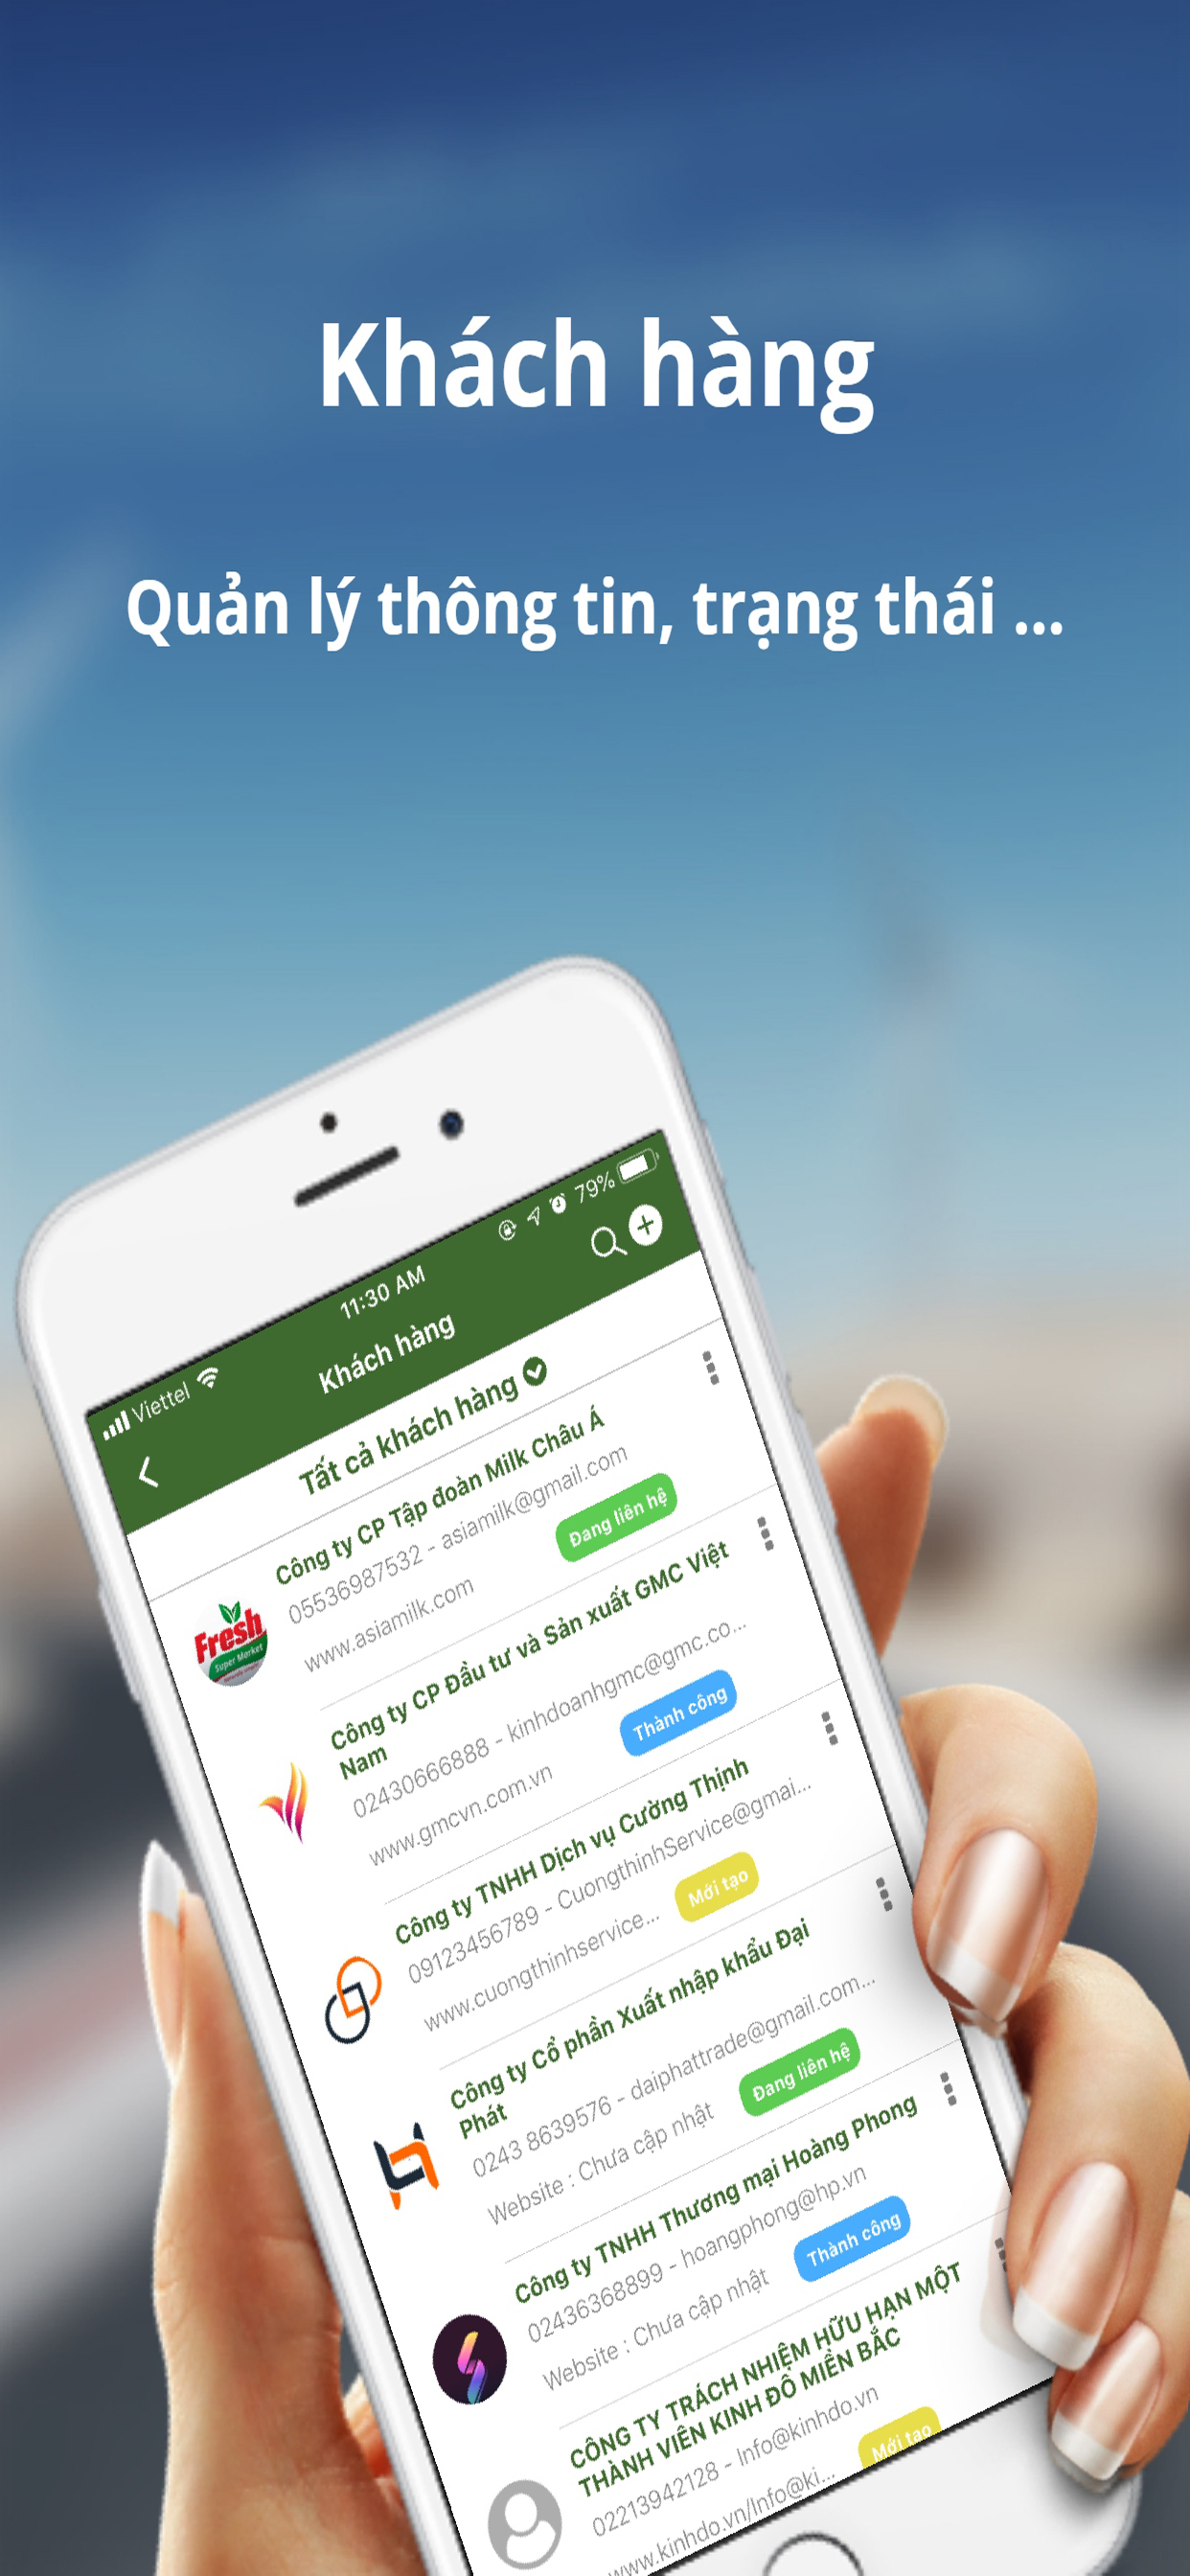 Khách hàng
Quản lý thông tin, trạng thái ...
Viettel
11:30 AM
79%
Khách hàng
Tất cả khách hàng
Fresh
Super Market
Công ty CP Tập đoàn Milk Châu Á
05536987532 - asiamilk@gmail.com
www.asiamilk.com
Đang liên hệ
Công ty CP Đầu tư và Sản xuất GMC Việt
Nam
02430666888 - kinhdoanhgmc@gmc.co...
www.gmcvn.com.vn
Thành công
Công ty TNHH Dịch vụ Cường Thịnh
09123456789 - CuongthinhService@gmai...
www.cuongthinhservice...
Mới tạo
Công ty Cổ phần Xuất nhập khẩu Đại
Phát
0243 8639576 - daiphattrade@gmail.com...
Website : Chưa cập nhật
Đang liên hệ
Công ty TNHH Thương mại Hoàng Phong
02436368899 - hoangphong@hp.vn
Website : Chưa cập nhật
Thành công
CÔNG TY TRÁCH NHIỆM HỮU HẠN MỘT
THÀNH VIÊN KINH ĐÔ MIỀN BẮC
02213942128 - Info@kinhdo.vn
www.kinhdo.vn/Info@ki...
Mới tạo